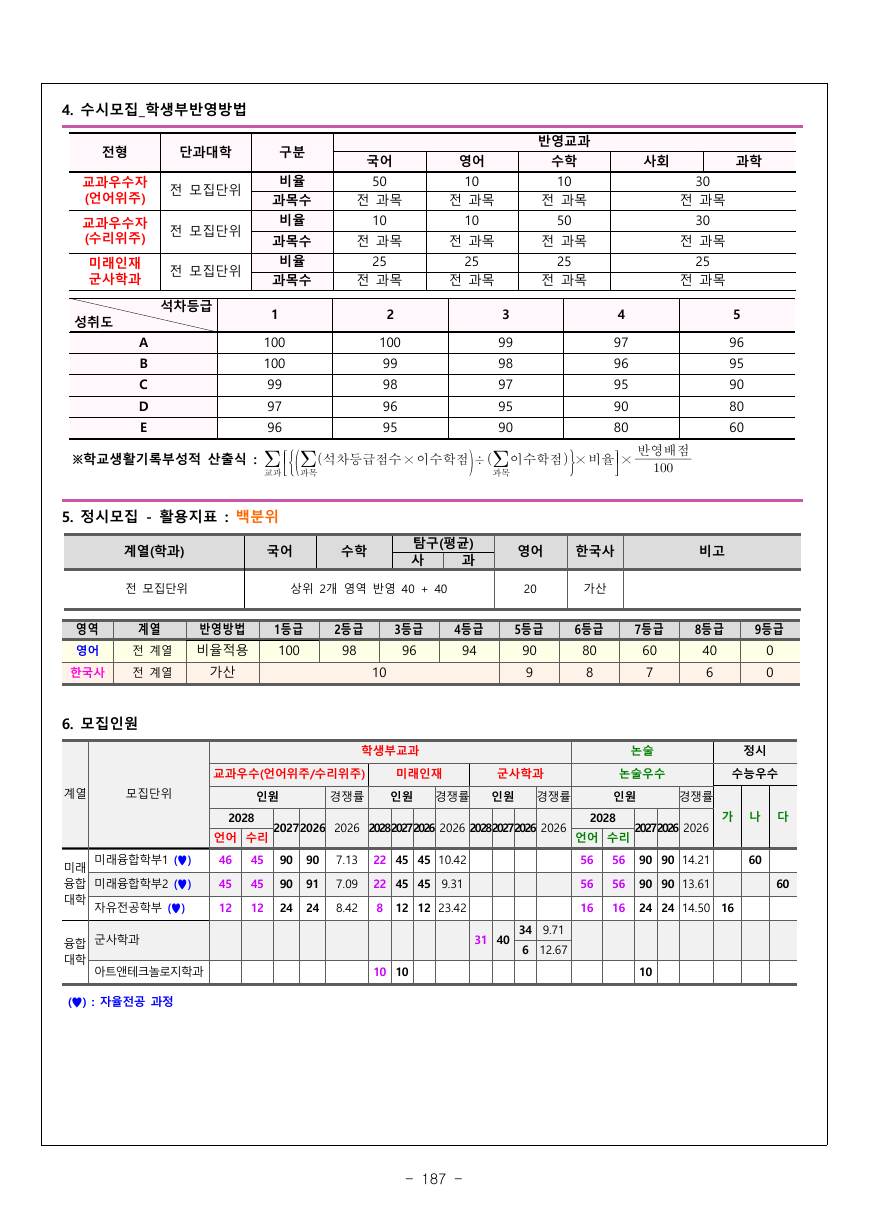 4. 수시모집_학생부반영방법
전형 단과대학 구분 반영교과
국어 영어 수학 사회 과학
교과우수자 (언어위주) 전 모집단위 비율 50 10 10 30
과목수 전 과목 전 과목 전 과목 전 과목
교과우수자 (수리위주) 전 모집단위 비율 10 10 50 30
과목수 전 과목 전 과목 전 과목 전 과목
미래인재 군사학과 전 모집단위 비율 25 25 25 25
과목수 전 과목 전 과목 전 과목 전 과목
석차등급 성취도 1 2 3 4 5
A 100 100 99 97 96
B 100 99 98 96 95
C 99 98 97 95 90
D 97 96 95 90 80
E 96 95 90 80 60
※학교생활기록부성적 산출식 : ∑교과[{(∑과목(석차등급점수×이수학점)÷(∑과목이수학점)}×비율]× 반영배점/100
5. 정시모집 - 활용지표 : 백분위
계열(학과) 국어 수학 탐구(평균) 영어 한국사 비고
사 과
전 모집단위 상위 2개 영역 반영 40 + 40 20 가산
영역 계열 반영방법 1등급 2등급 3등급 4등급 5등급 6등급 7등급 8등급 9등급
영어 전 계열 비율적용 100 98 96 94 90 80 60 40 0
한국사 전 계열 가산 10 9 8 7 6 0
6. 모집인원
계열 모집단위 학생부교과 논술 정시
교과우수(언어위주/수리위주) 미래인재 군사학과 논술우수 수능우수
인원 경쟁률 인원 경쟁률 인원 경쟁률 인원 경쟁률 가 나 다
2028 2027 2026 2026 2028 2027 2026 2026 2028 2027 2026 2026 2028 2027 2026 2026
언어 수리 언어 수리
미래융합대학 미래융합학부1 (♥) 46 45 90 90 7.13 22 45 45 10.42 56 56 90 90 14.21 60
미래융합학부2 (♥) 45 45 90 91 7.09 22 45 45 9.31 56 56 90 90 13.61 60
자유전공학부 (♥) 12 12 24 24 8.42 8 12 12 23.42 16 16 24 24 14.50 16
융합대학 군사학과 31 40 34 9.71
6 12.67
아트앤테크놀로지학과 10 10 10
(♥) : 자율전공 과정
- 187 -